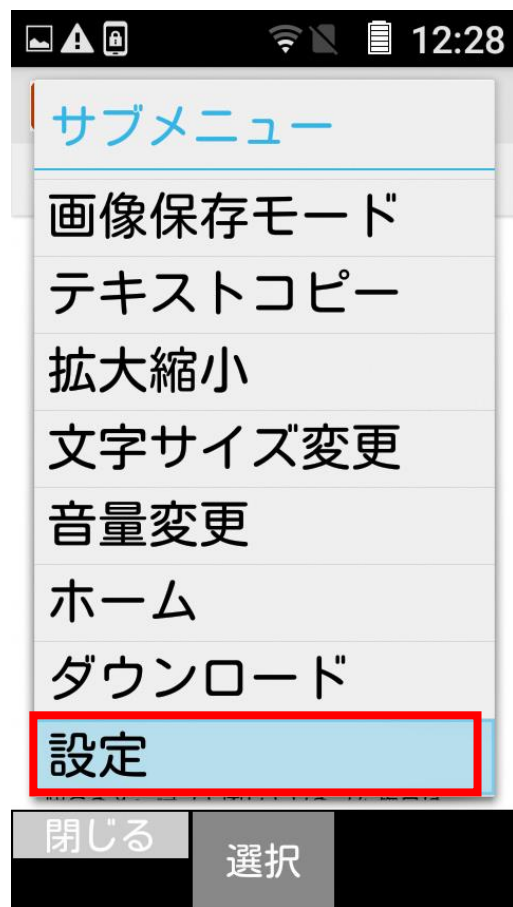 12:28
サブメニュー
画像保存モード
テキストコピー
拡大縮小
文字サイズ変更
音量変更
ホーム
ダウンロード
設定
閉じる
選択